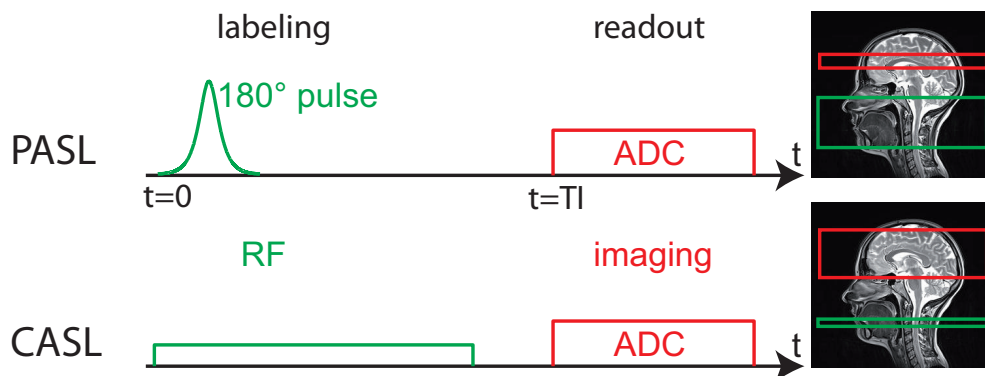 labeling readout
180° pulse
PASL ADC t
t=0 t=TI
RF imaging
CASL ADC t